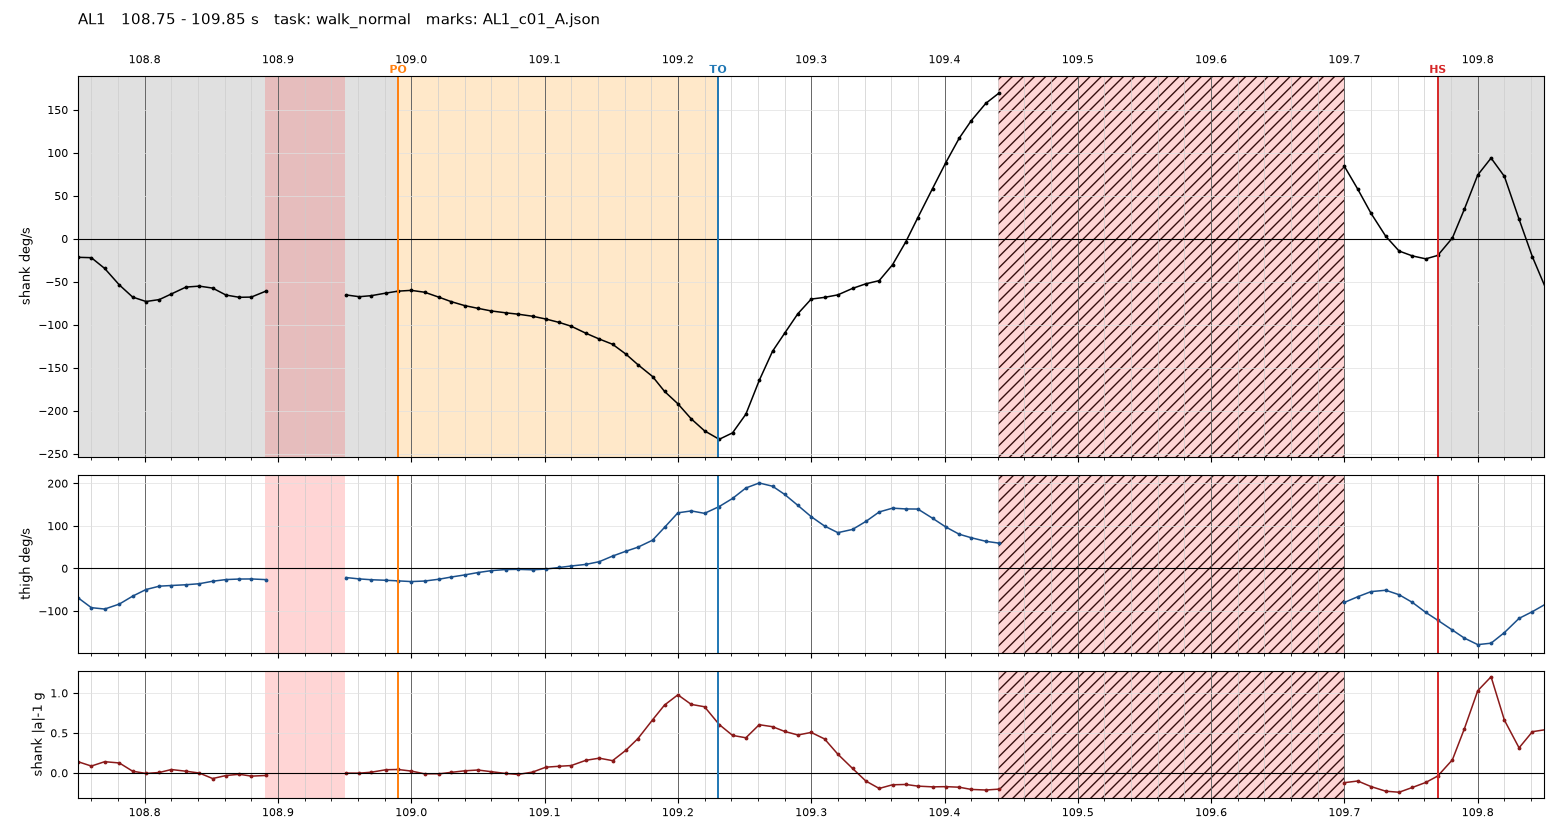 AL1   108.75 - 109.85 s   task: walk_normal   marks: AL1_c01_A.json
108.8 108.9 109.0 109.1 109.2 109.3 109.4 109.5 109.6 109.7 109.8
PO TO HS
shank deg/s
150
100
50
0
−50
−100
−150
−200
−250
thigh deg/s
200
100
0
−100
shank |a|-1 g
1.0
0.5
0.0
108.8 108.9 109.0 109.1 109.2 109.3 109.4 109.5 109.6 109.7 109.8